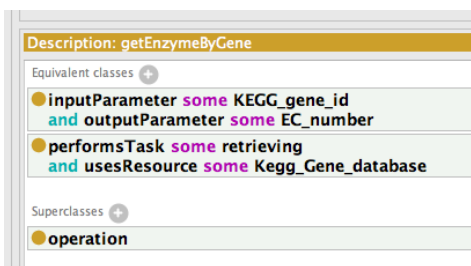 Description: getEnzymeByGene
Equivalent classes
inputParameter some KEGG_gene_id
and outputParameter some EC_number
performsTask some retrieving
and usesResource some Kegg_Gene_database
Superclasses
operation